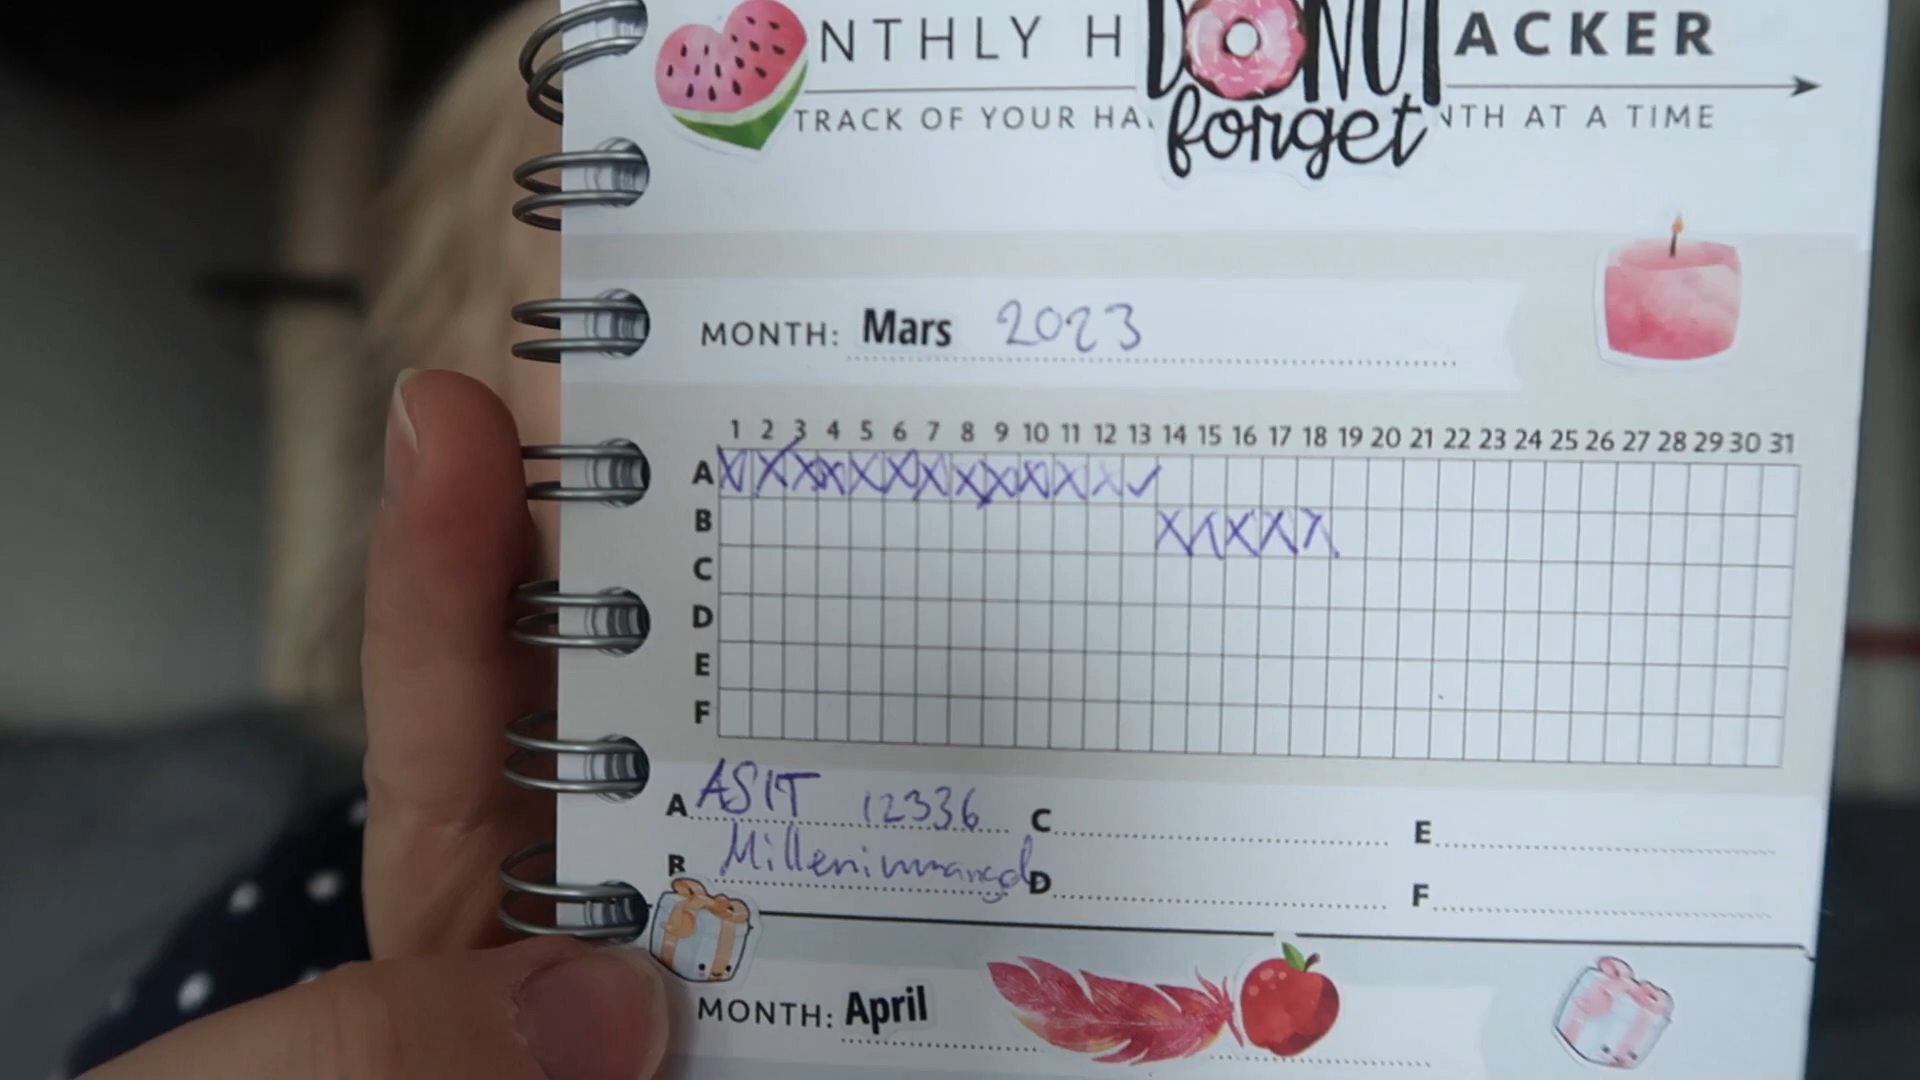 NTHLY H DONUT ACKER
TRACK OF YOUR HA forget NTH AT A TIME
MONTH: Mars 2023
1 2 3 4 5 6 7 8 9 10 11 12 13 14 15 16 17 18 19 20 21 22 23 24 25 26 27 28 29 30 31
A
B
C
D
E
F
A ASIT 12336 C E
B D F
MONTH: April